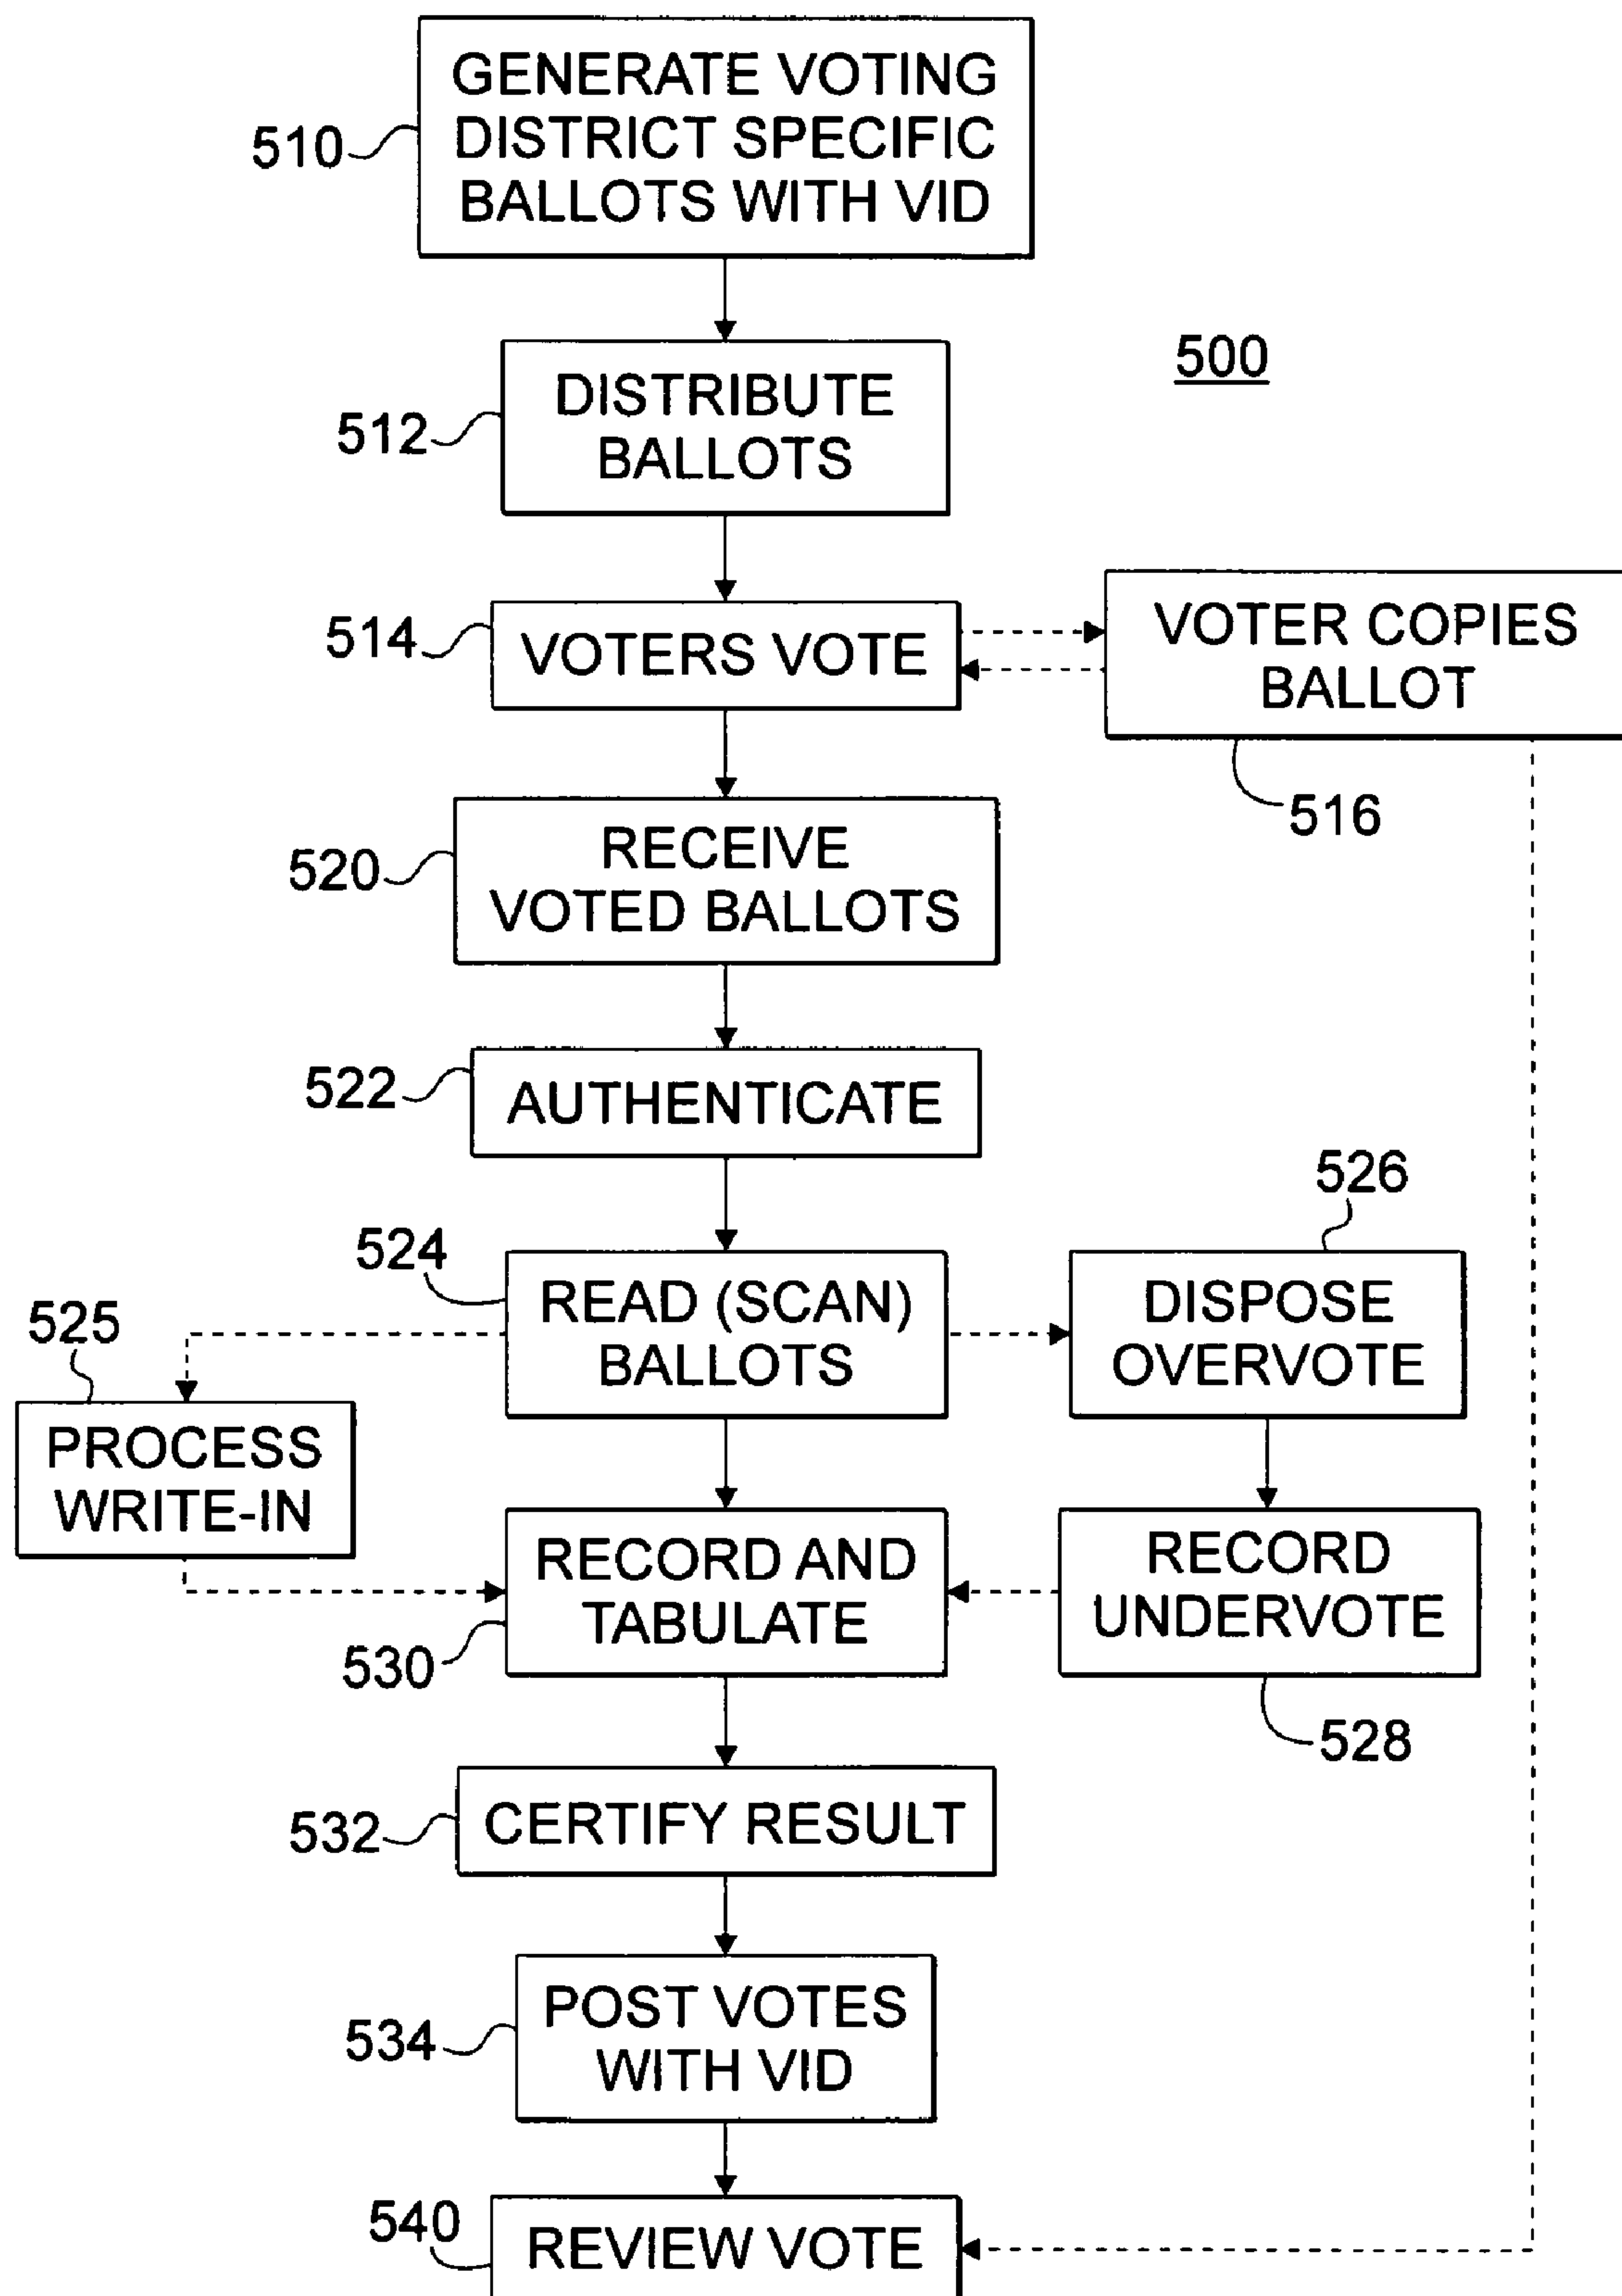 GENERATE VOTING
DISTRICT SPECIFIC
BALLOTS WITH VID
510
500
DISTRIBUTE
BALLOTS
512
VOTERS VOTE
514
VOTER COPIES
BALLOT
516
RECEIVE
VOTED BALLOTS
520
AUTHENTICATE
522
526
524
READ (SCAN)
BALLOTS
DISPOSE
OVERVOTE
525
PROCESS
WRITE-IN
RECORD AND
TABULATE
530
RECORD
UNDERVOTE
528
CERTIFY RESULT
532
POST VOTES
WITH VID
534
540
REVIEW VOTE